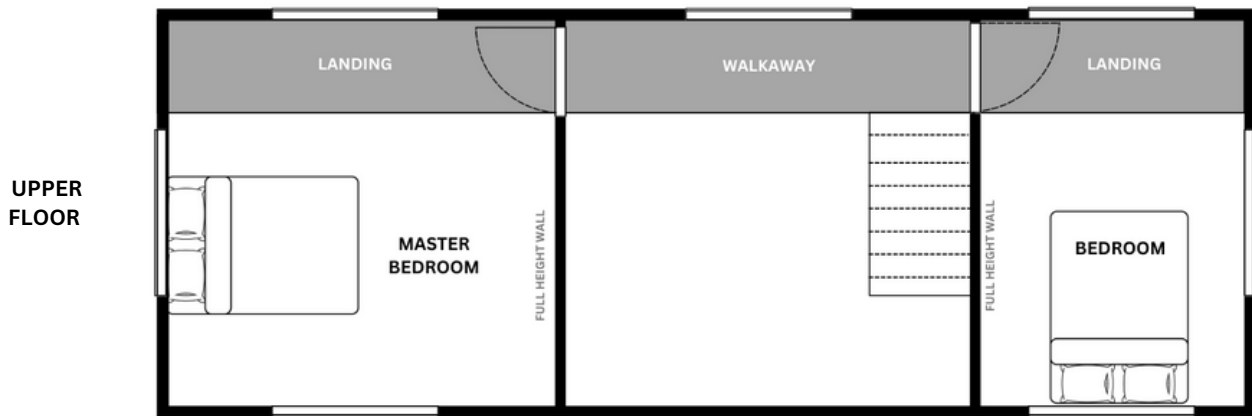 LANDING
WALKAWAY
LANDING
UPPER
FLOOR
MASTER
BEDROOM
FULL HEIGHT WALL
FULL HEIGHT WALL
BEDROOM